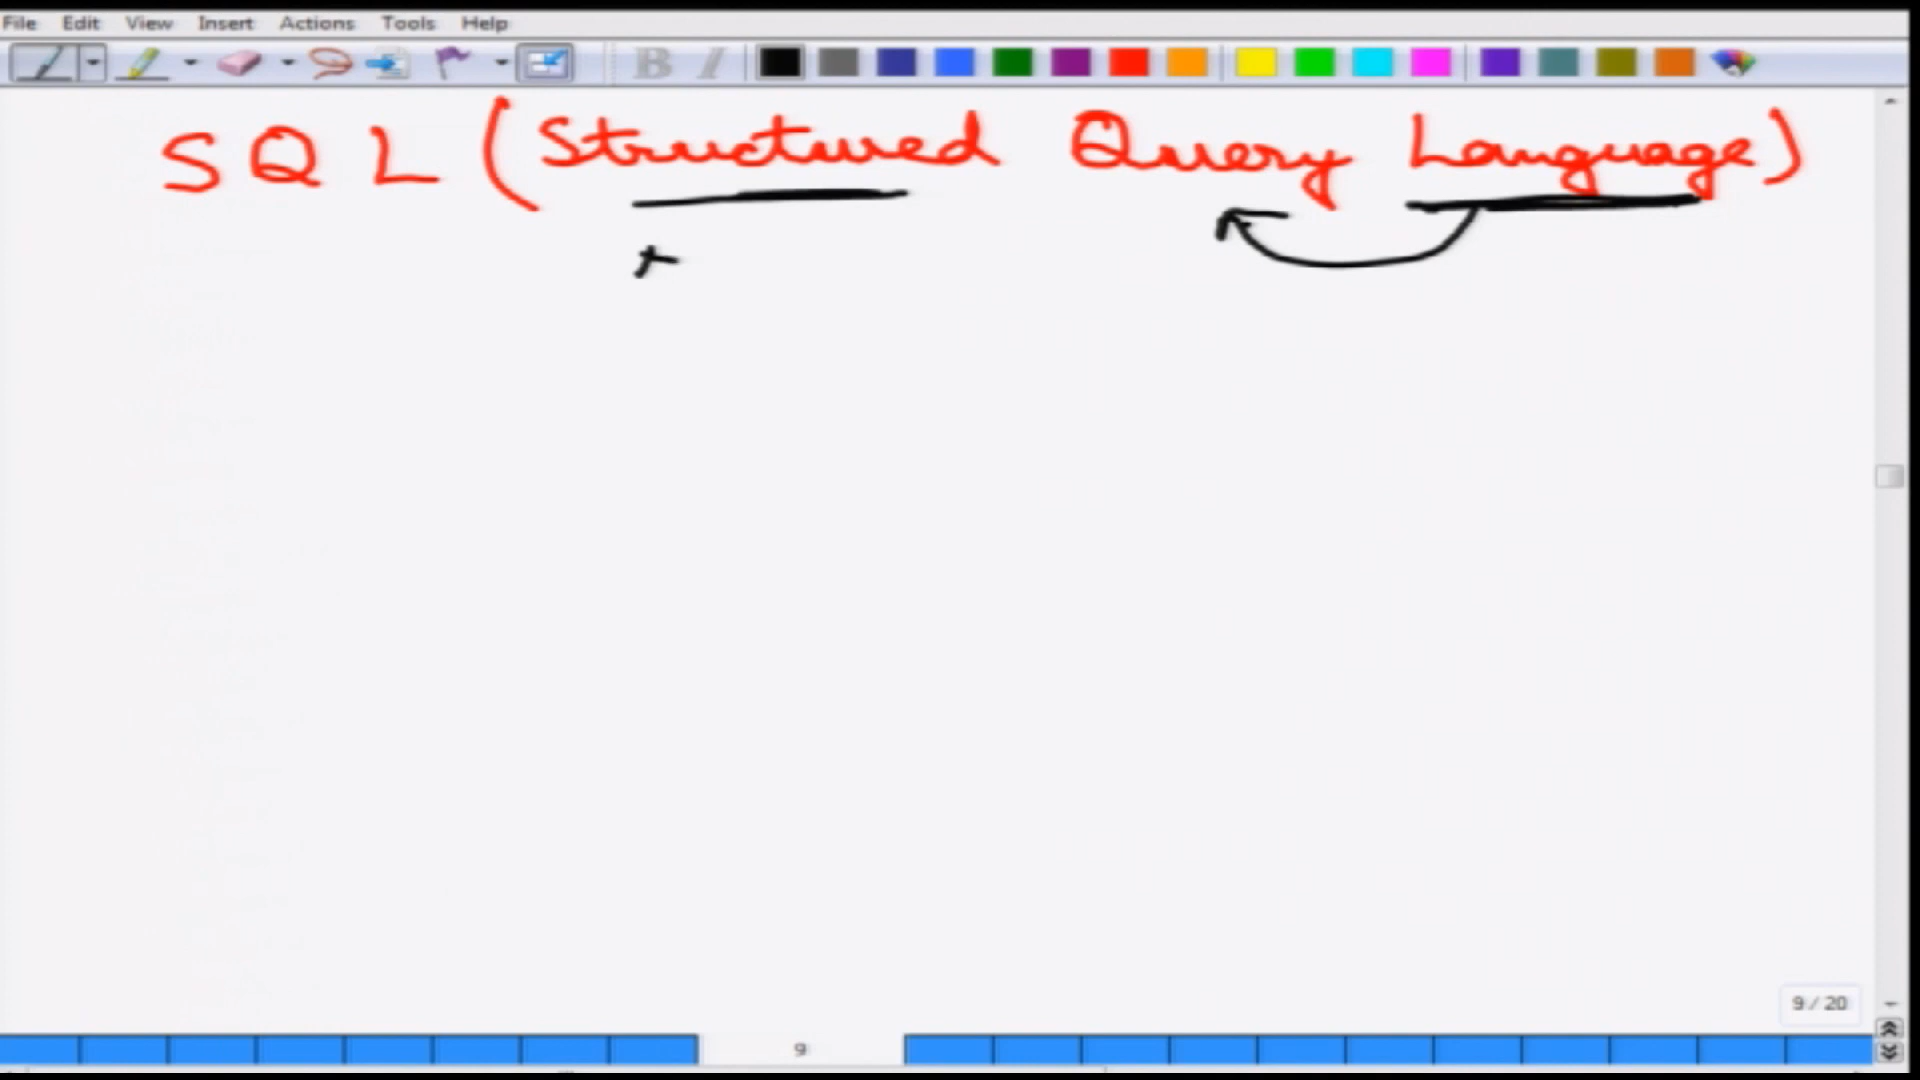 File Edit View Insert Actions Tools Help
B I
SQL (Structured Query Language)
9 / 20
9